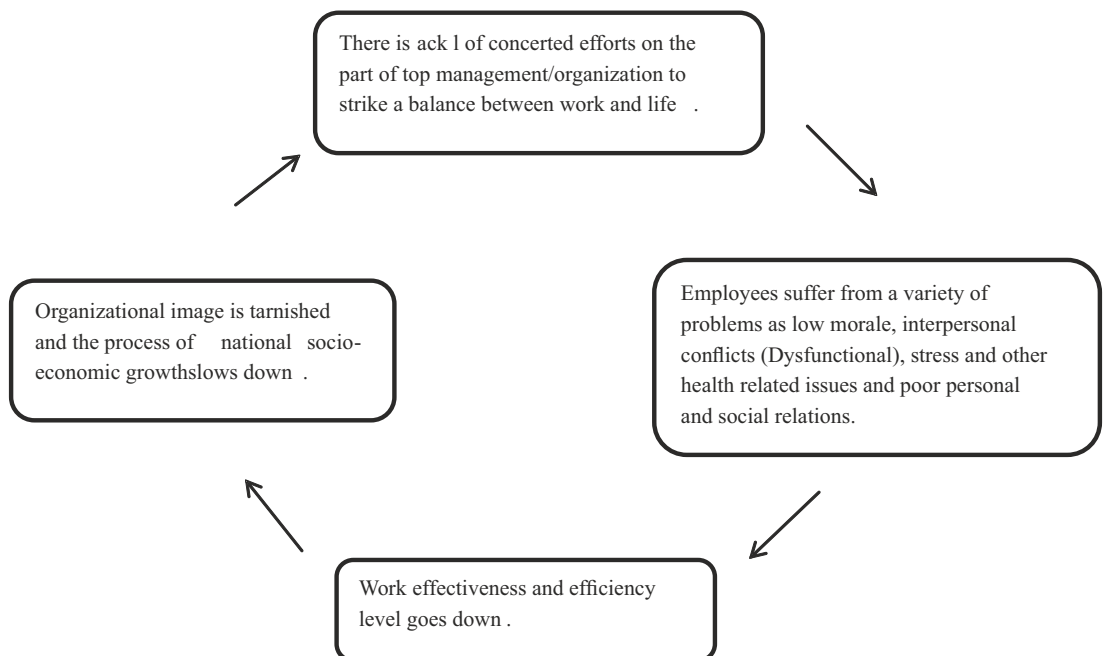 There is ack l of concerted efforts on the
part of top management/organization to
strike a balance between work and life .
Employees suffer from a variety of
problems as low morale, interpersonal
conflicts (Dysfunctional), stress and other
health related issues and poor personal
and social relations.
Work effectiveness and efficiency
level goes down .
Organizational image is tarnished
and the process of national socio-
economic growthslows down .